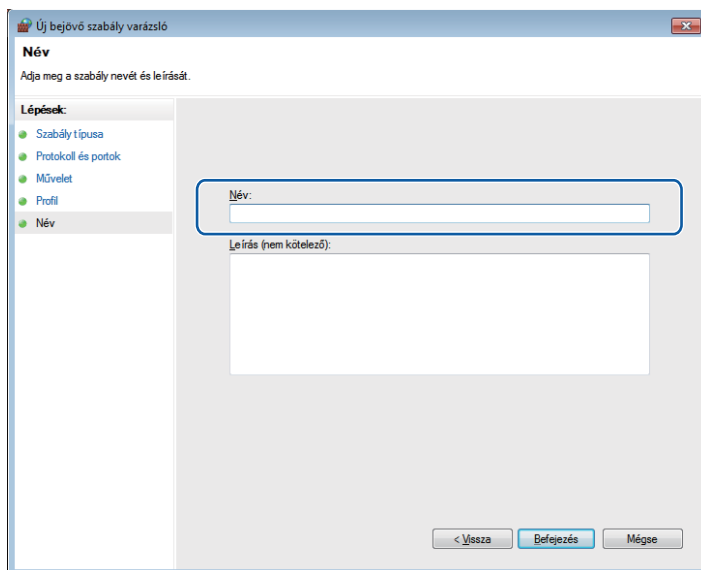 Új bejövő szabály varázsló
Név
Adja meg a szabály nevét és leírását.
Lépések:
Szabály típusa
Protokoll és portok
Művelet
Profil
Név
Név:
Leírás (nem kötelező):
< Vissza
Befejezés
Mégse